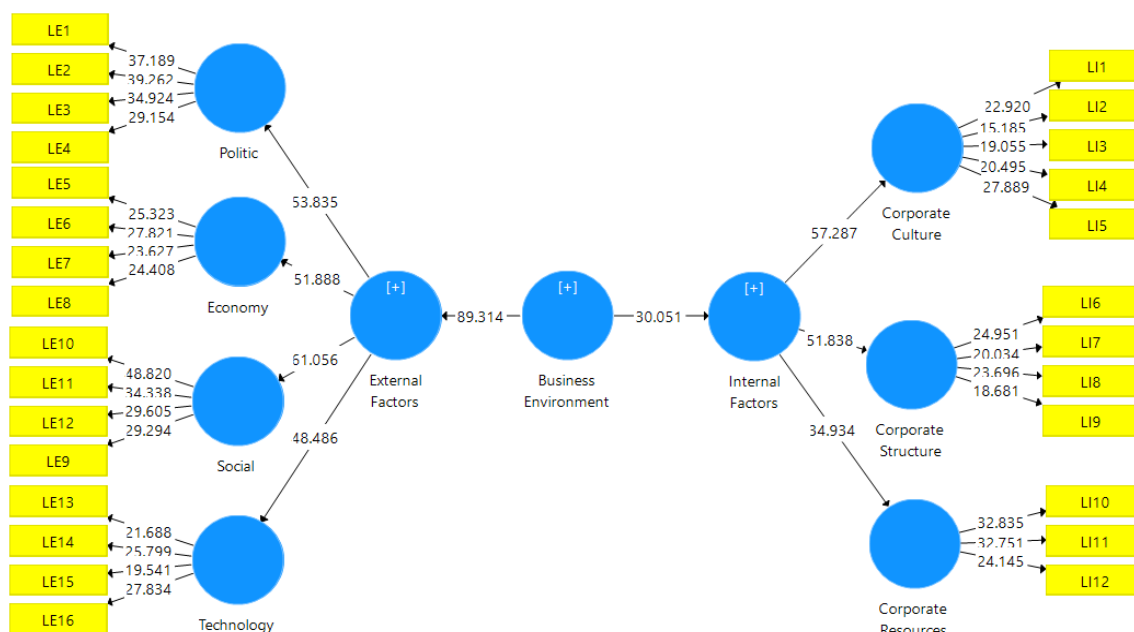 LE1
LE2
LE3
LE4
37.189
39.262
34.924
29.154
Politic
LE5
LE6
LE7
LE8
25.323
27.821
23.627
24.408
Economy
LE10
LE11
LE12
LE9
48.820
34.338
29.605
29.294
Social
LE13
LE14
LE15
LE16
21.688
25.799
19.541
27.834
Technology
53.835
51.888
61.056
48.486
[+]
External
Factors
89.314
[+]
Business
Environment
30.051
[+]
Internal
Factors
57.287
51.838
34.934
Corporate
Culture
22.920
15.185
19.055
20.495
27.889
LI1
LI2
LI3
LI4
LI5
Corporate
Structure
24.951
20.034
23.696
18.681
LI6
LI7
LI8
LI9
Corporate
Resources
32.835
32.751
24.145
LI10
LI11
LI12